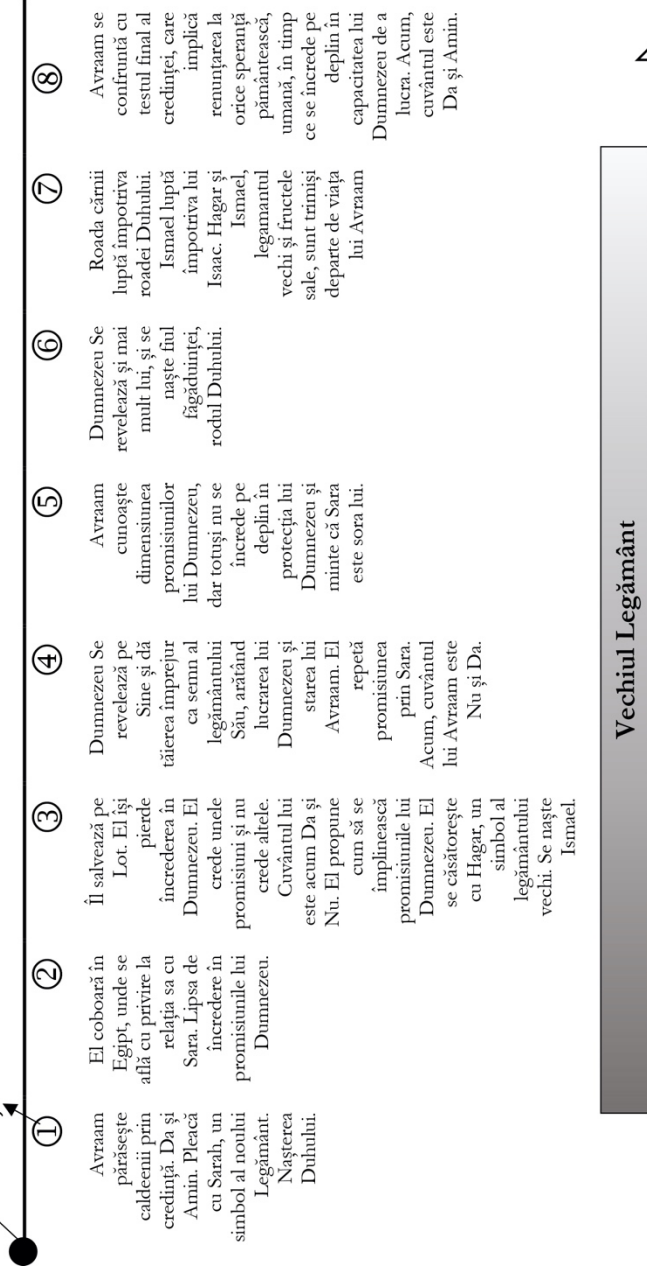 ①
Avraam
părăsește
caldeenii prin
credință. Da și
Amin. Pleacă
cu Sarah, un
simbol al noului
Legământ.
Nașterea
Duhului.
②
El coboară în
Egipt, unde se
află cu privire la
relația sa cu
Sara. Lipsa de
încredere în
promisiunile lui
Dumnezeu.
③
Îl salvează pe
Lot. El își
pierde
încrederea în
Dumnezeu. El
crede unele
promisiuni și nu
crede altele.
Cuvântul lui
este acum Da și
Nu. El propune
cum să se
împlinească
promisiunile lui
Dumnezeu. El
se căsătorește
cu Hagar, un
simbol al
legământului
vechi. Se naște
Ismael.
④
Dumnezeu Se
revelează pe
Sine și dă
tăierea împrejur
ca semn al
legământului
Său, arătând
lucrarea lui
Dumnezeu și
starea lui
Avraam. El
repetă
promisiunea
prin Sara.
Acum, cuvântul
lui Avraam este
Nu și Da.
⑤
Avraam
cunoaște
dimensiunea
promisiunilor
lui Dumnezeu,
dar totuși nu se
încrede pe
deplin în
protecția lui
Dumnezeu și
minte că Sara
este sora lui.
⑥
Dumnezeu Se
revelează și mai
mult lui, și se
naște fiul
făgăduinței,
rodul Duhului.
⑦
Roada cărnii
luptă împotriva
roadei Duhului.
Ismael luptă
împotriva lui
Isaac. Hagar și
Ismael,
legamantul
vechi și fructele
sale, sunt trimiși
departe de viața
lui Avraam
⑧
Avraam se
confruntă cu
testul final al
credinței, care
implică
renunțarea la
orice speranță
pământească,
umană, în timp
ce se încrede pe
deplin în
capacitatea lui
Dumnezeu de a
lucra. Acum,
cuvântul este
Da și Amin.
Vechiul Legământ